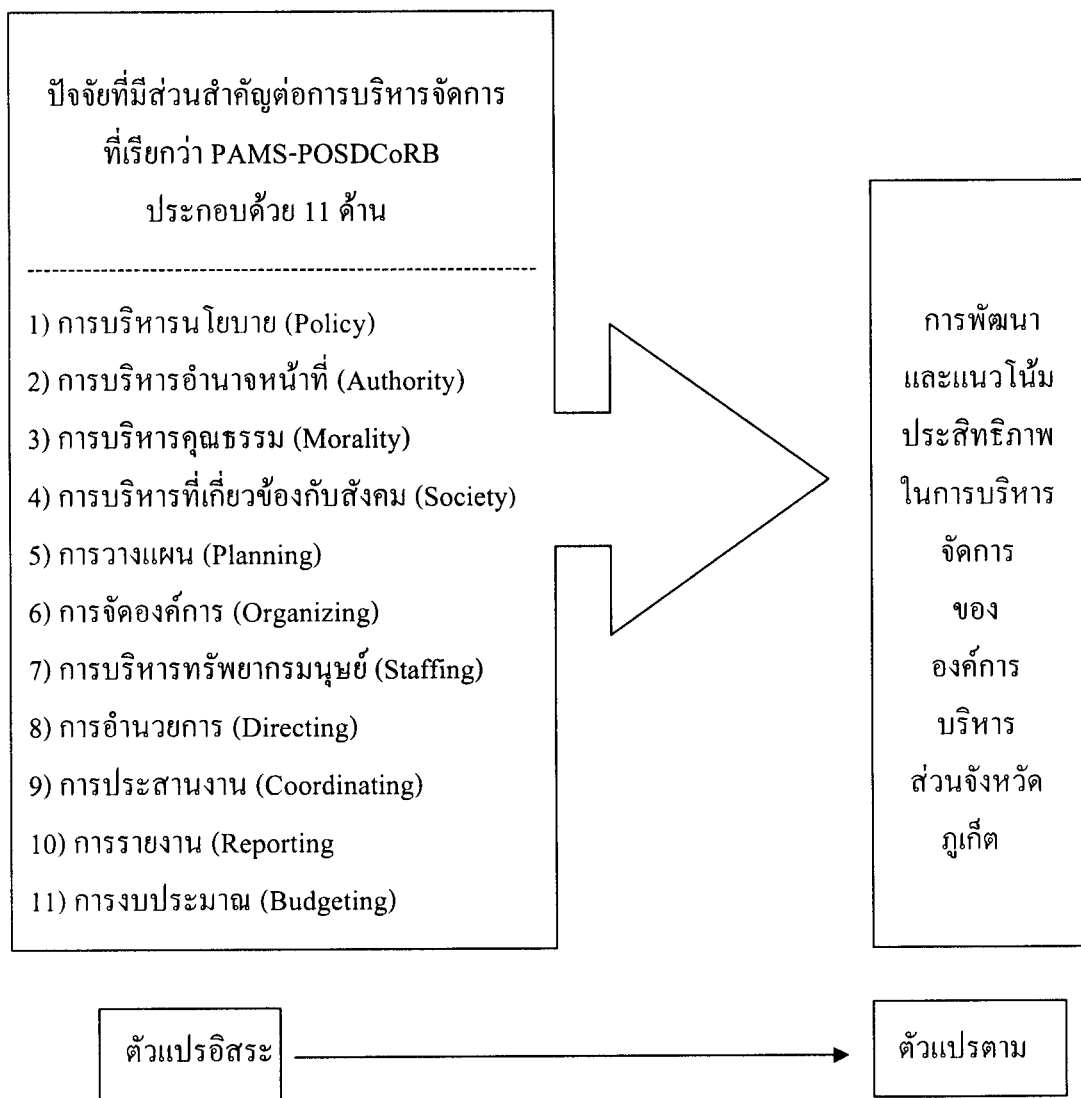 ปัจจัยที่มีส่วนสำคัญต่อการบริหารจัดการ
ที่เรียกว่า PAMS-POSDCoRB
ประกอบด้วย 11 ด้าน
1) การบริหารนโยบาย (Policy)
2) การบริหารอำนาจหน้าที่ (Authority)
3) การบริหารคุณธรรม (Morality)
4) การบริหารที่เกี่ยวข้องกับสังคม (Society)
5) การวางแผน (Planning)
6) การจัดองค์การ (Organizing)
7) การบริหารทรัพยากรมนุษย์ (Staffing)
8) การอำนวยการ (Directing)
9) การประสานงาน (Coordinating)
10) การรายงาน (Reporting
11) การงบประมาณ (Budgeting)
การพัฒนา
และแนวโน้ม
ประสิทธิภาพ
ในการบริหาร
จัดการ
ของ
องค์การ
บริหาร
ส่วนจังหวัด
ภูเก็ต
ตัวแปรอิสระ
ตัวแปรตาม